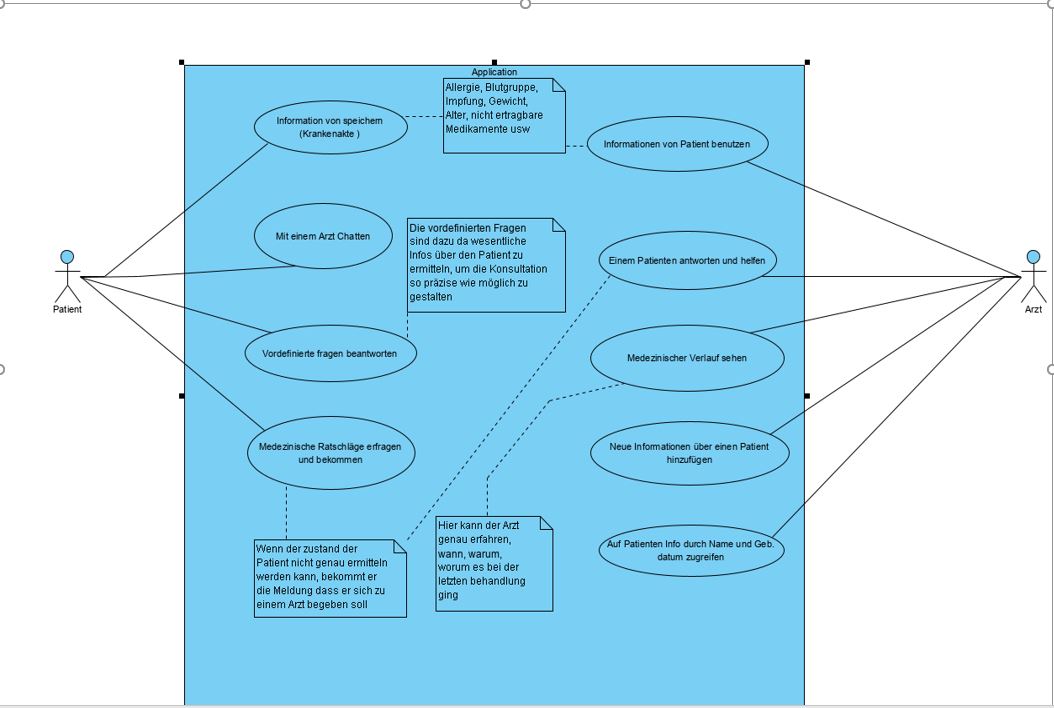 Application
Allergie, Blutgruppe,
Impfung, Gewicht,
Alter, nicht ertragbare
Medikamente usw
Information von speichern
(Krankenakte )
Informationen von Patient benutzen
Mit einem Arzt Chatten
Die vordefinierten Fragen
sind dazu da wesentliche
Infos über den Patient zu
ermitteln, um die Konsultation
so präzise wie möglich zu
gestalten
Einem Patienten antworten und helfen
Patient
Arzt
Vordefinierte fragen beantworten
Medezinischer Verlauf sehen
Medezinische Ratschläge erfragen
und bekommen
Neue Informationen über einen Patient
hinzufügen
Wenn der zustand der
Patient nicht genau ermitteln
werden kann, bekommt er
die Meldung dass er sich zu
einem Arzt begeben soll
Hier kann der Arzt
genau erfahren,
wann, warum,
worum es bei der
letzten behandlung
ging
Auf Patienten Info durch Name und Geb.
datum zugreifen